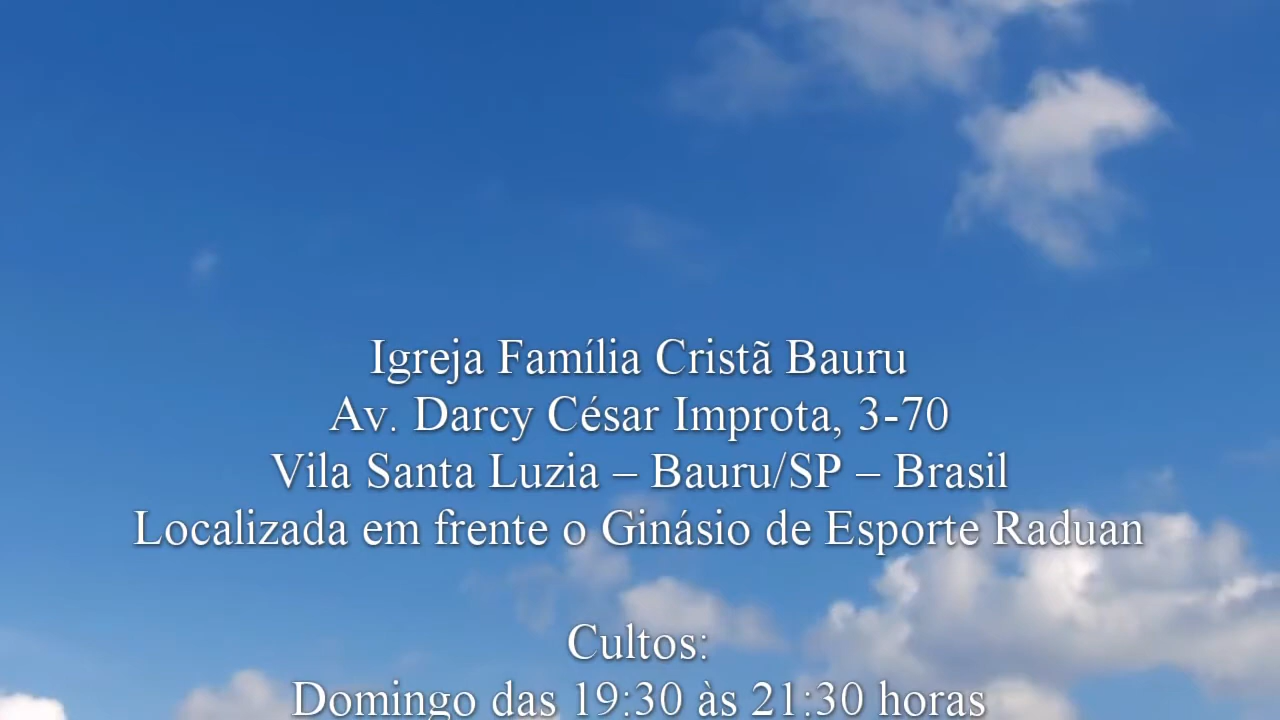 Igreja Família Cristã Bauru
Av. Darcy César Improta, 3-70
Vila Santa Luzia – Bauru/SP – Brasil
Localizada em frente o Ginásio de Esporte Raduan
Cultos:
Domingo das 19:30 às 21:30 horas